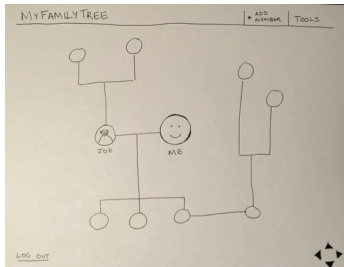 MY FAMILY TREE
+ ADD MEMBER
TOOLS
JOE
ME
LOG OUT